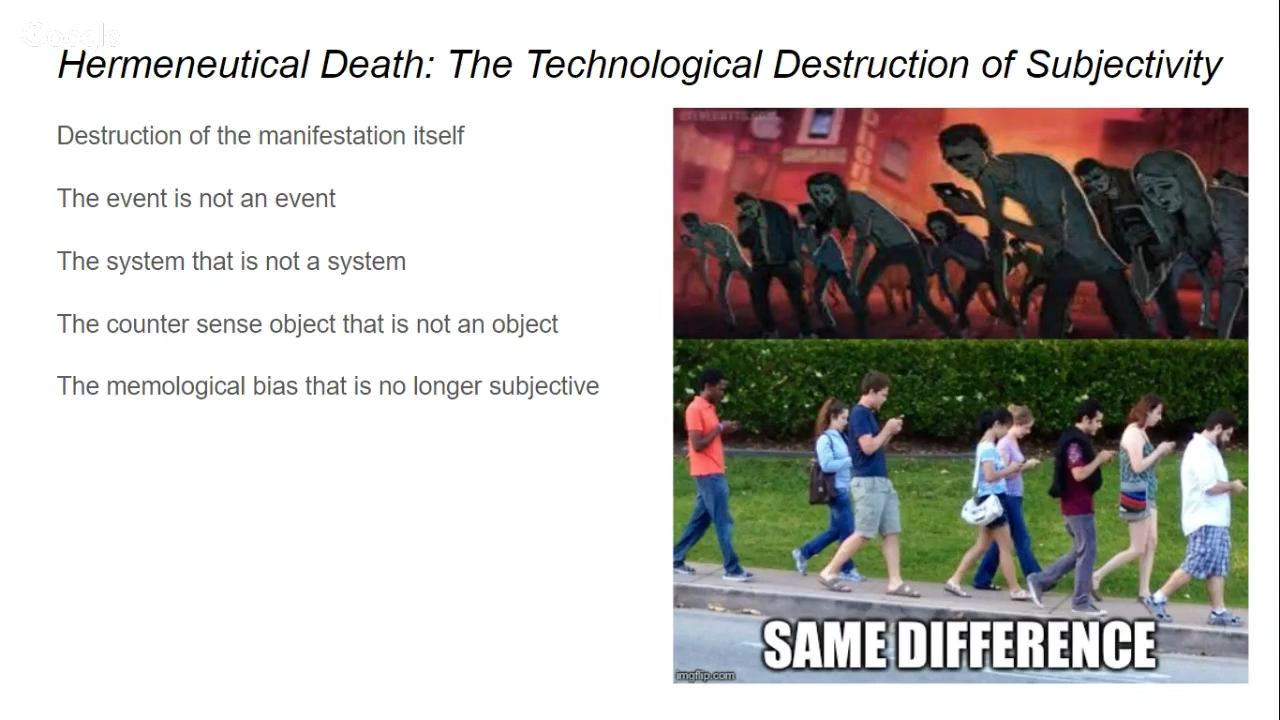 Hermeneutical Death: The Technological Destruction of Subjectivity
Destruction of the manifestation itself
The event is not an event
The system that is not a system
The counter sense object that is not an object
The memological bias that is no longer subjective
SAME DIFFERENCE
imgflip.com